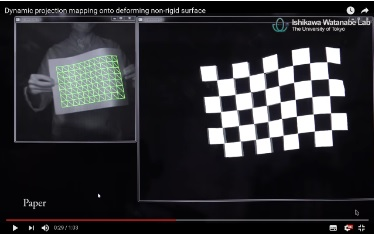 Dynamic projection mapping onto deforming non-rigid surface
Ishikawa Watanabe Lab
The University of Tokyo
Paper
0:29 / 1:33